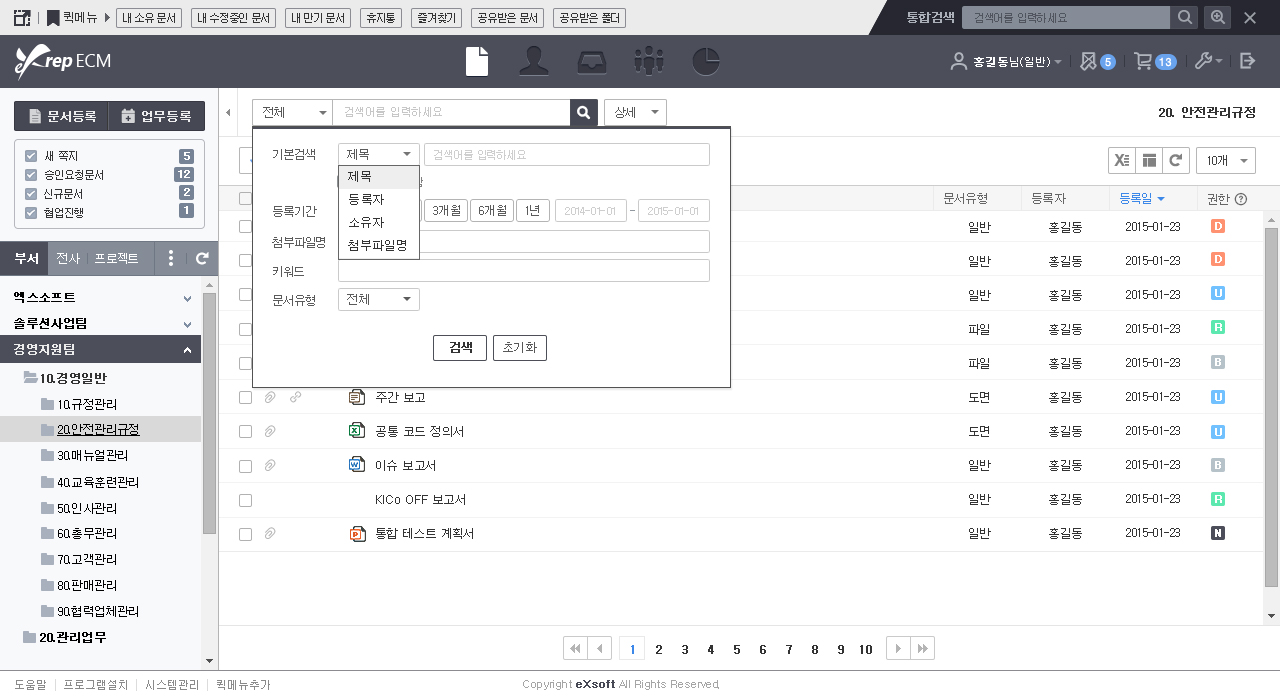 퀵메뉴 내 소유 문서 내 수정중인 문서 내 만기 문서 휴지통 즐겨찾기 공유받은 문서 공유받은 폴더 통합검색 검색어를 입력하세요
eXrep ECM 홍길동님(일반) 5 13
문서등록 업무등록
새 쪽지 5
승인요청문서 12
신규문서 2
협업진행 1
부서 전사 프로젝트
엑스소프트
솔루션사업팀
경영지원팀
10.경영일반
10.규정관리
20.안전관리규정
30.매뉴얼관리
40.교육훈련관리
50.인사관리
60.총무관리
70.고객관리
80.판매관리
90.협력업체관리
20.관리업무
전체 검색어를 입력하세요 상세 20. 안전관리규정
기본검색 제목 검색어를 입력하세요
제목
등록자
소유자
첨부파일명
등록기간 3개월 6개월 1년 2014-01-01 - 2015-01-01
첨부파일명
키워드
문서유형 전체
검색 초기화
10개
문서유형 등록자 등록일 권한
일반 홍길동 2015-01-23 D
일반 홍길동 2015-01-23 D
일반 홍길동 2015-01-23 U
파일 홍길동 2015-01-23 R
파일 홍길동 2015-01-23 B
주간 보고 도면 홍길동 2015-01-23 U
공통 코드 정의서 도면 홍길동 2015-01-23 U
이슈 보고서 일반 홍길동 2015-01-23 B
KICo OFF 보고서 일반 홍길동 2015-01-23 R
통합 테스트 계획서 일반 홍길동 2015-01-23 N
1 2 3 4 5 6 7 8 9 10
도움말 프로그램설치 시스템관리 퀵메뉴추가 Copyright eXsoft All Rights Reserved.